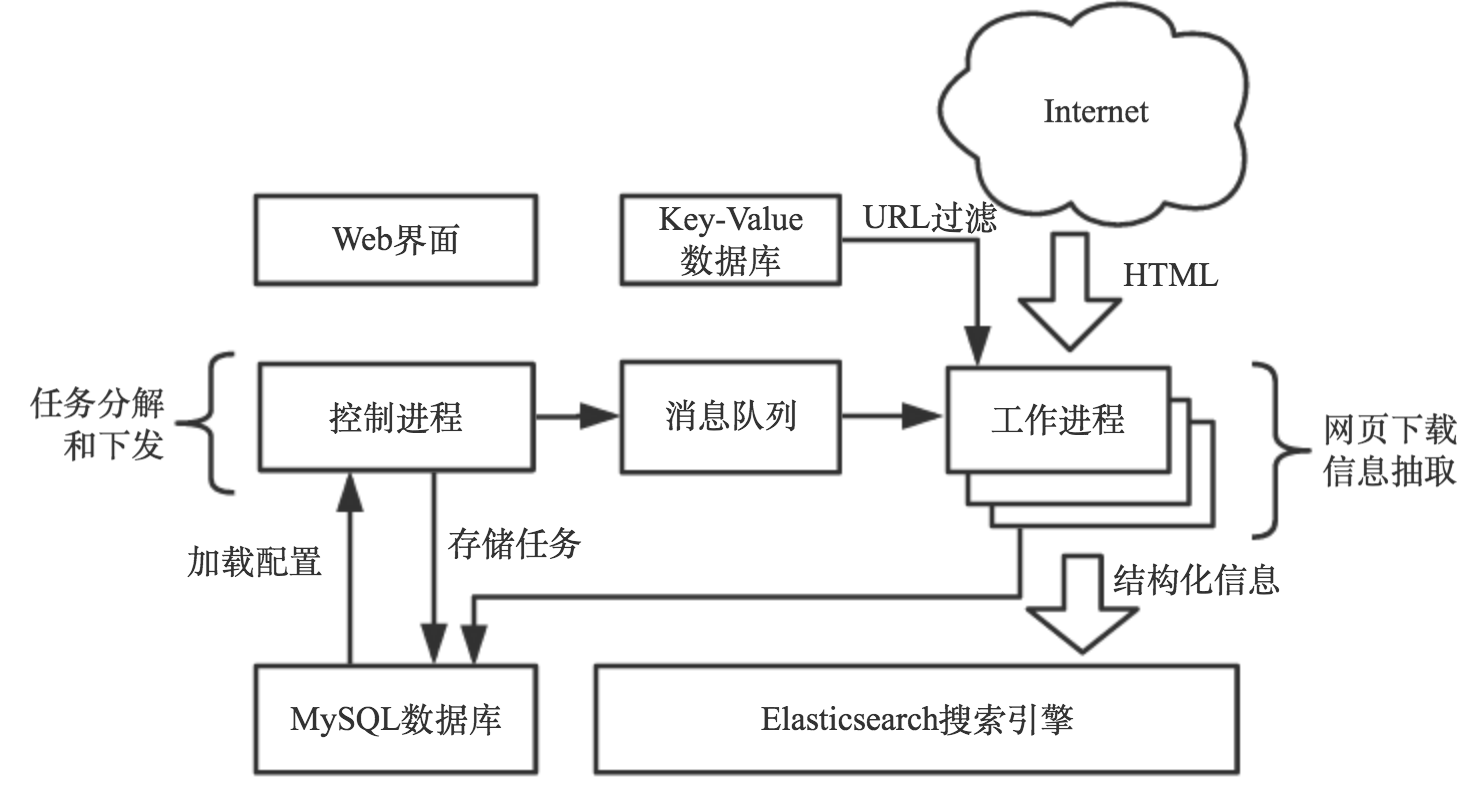 Internet
Web界面
Key-Value
数据库
URL过滤
HTML
任务分解
和下发
控制进程
消息队列
工作进程
网页下载
信息抽取
加载配置
存储任务
结构化信息
MySQL数据库
Elasticsearch搜索引擎